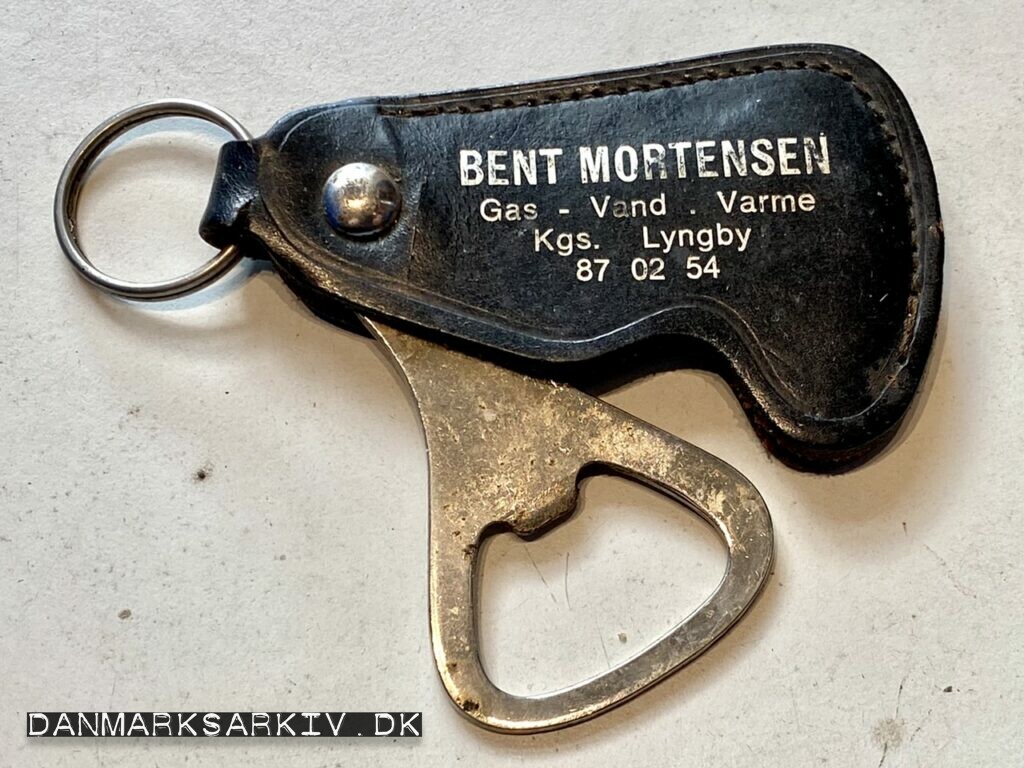 BENT MORTENSEN
Gas - Vand . Varme
Kgs. Lyngby
87 02 54
DANMARKSARKIV.DK